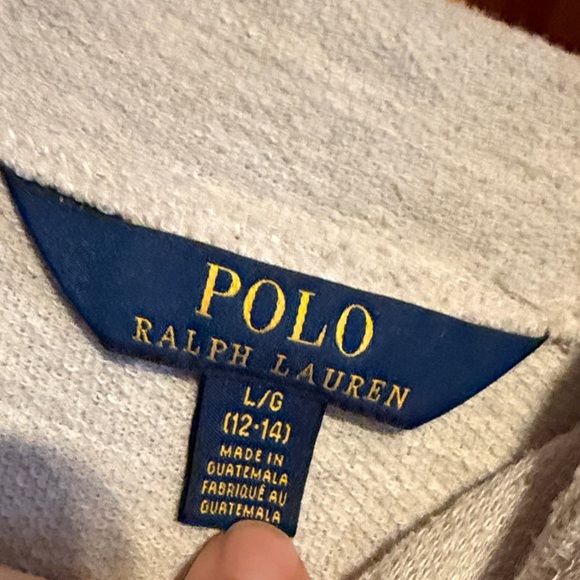 POLO
RALPH LAUREN
L/G
(12-14)
MADE IN
GUATEMALA
FABRIQUÉ AU
GUATEMALA